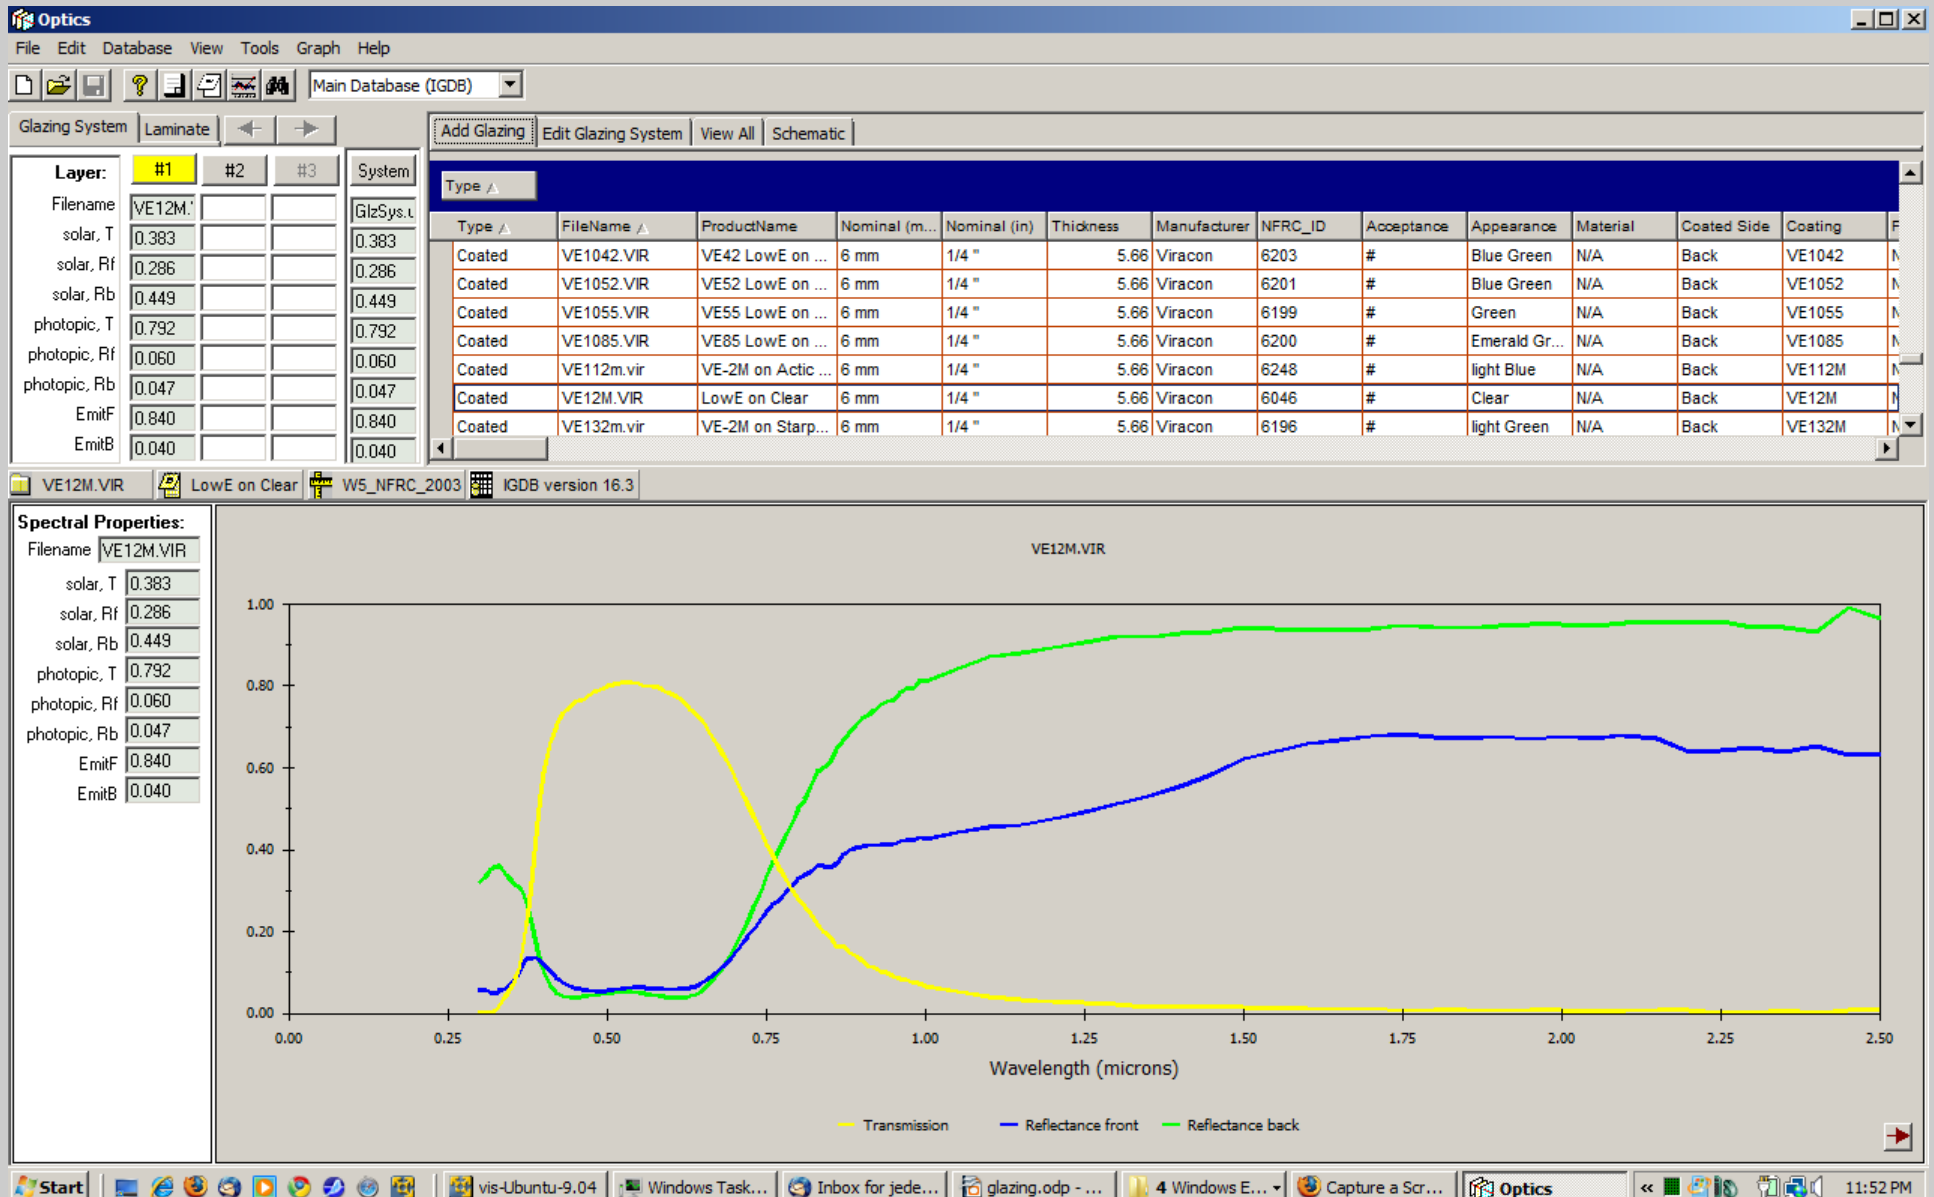 Optics
File Edit Database View Tools Graph Help
Main Database (IGDB)
Glazing System Laminate
Add Glazing Edit Glazing System View All Schematic
Layer: #1 #2 #3 System
Filename VE12M. GlzSys.
solar, T 0.383 0.383
solar, Rf 0.286 0.286
solar, Rb 0.449 0.449
photopic, T 0.792 0.792
photopic, Rf 0.060 0.060
photopic, Rb 0.047 0.047
EmitF 0.840 0.840
EmitB 0.040 0.040
Type
Type FileName ProductName Nominal (m... Nominal (in) Thickness Manufacturer NFRC_ID Acceptance Appearance Material Coated Side Coating
Coated VE1042.VIR VE42 LowE on ... 6 mm 1/4 " 5.66 Viracon 6203 # Blue Green N/A Back VE1042
Coated VE1052.VIR VE52 LowE on ... 6 mm 1/4 " 5.66 Viracon 6201 # Blue Green N/A Back VE1052
Coated VE1055.VIR VE55 LowE on ... 6 mm 1/4 " 5.66 Viracon 6199 # Green N/A Back VE1055
Coated VE1085.VIR VE85 LowE on ... 6 mm 1/4 " 5.66 Viracon 6200 # Emerald Gr... N/A Back VE1085
Coated VE112m.vir VE-2M on Actic ... 6 mm 1/4 " 5.66 Viracon 6248 # light Blue N/A Back VE112M
Coated VE12M.VIR LowE on Clear 6 mm 1/4 " 5.66 Viracon 6046 # Clear N/A Back VE12M
Coated VE132m.vir VE-2M on Starp... 6 mm 1/4 " 5.66 Viracon 6196 # light Green N/A Back VE132M
VE12M.VIR LowE on Clear W5_NFRC_2003 IGDB version 16.3
Spectral Properties:
Filename VE12M.VIR
solar, T 0.383
solar, Rf 0.286
solar, Rb 0.449
photopic, T 0.792
photopic, Rf 0.060
photopic, Rb 0.047
EmitF 0.840
EmitB 0.040
VE12M.VIR
1.00
0.80
0.60
0.40
0.20
0.00
0.00 0.25 0.50 0.75 1.00 1.25 1.50 1.75 2.00 2.25 2.50
Wavelength (microns)
Transmission Reflectance front Reflectance back
Start vis-Ubuntu-9.04 Windows Task... Inbox for jede... glazing.odp - ... 4 Windows E... Capture a Scr... Optics « 11:52 PM